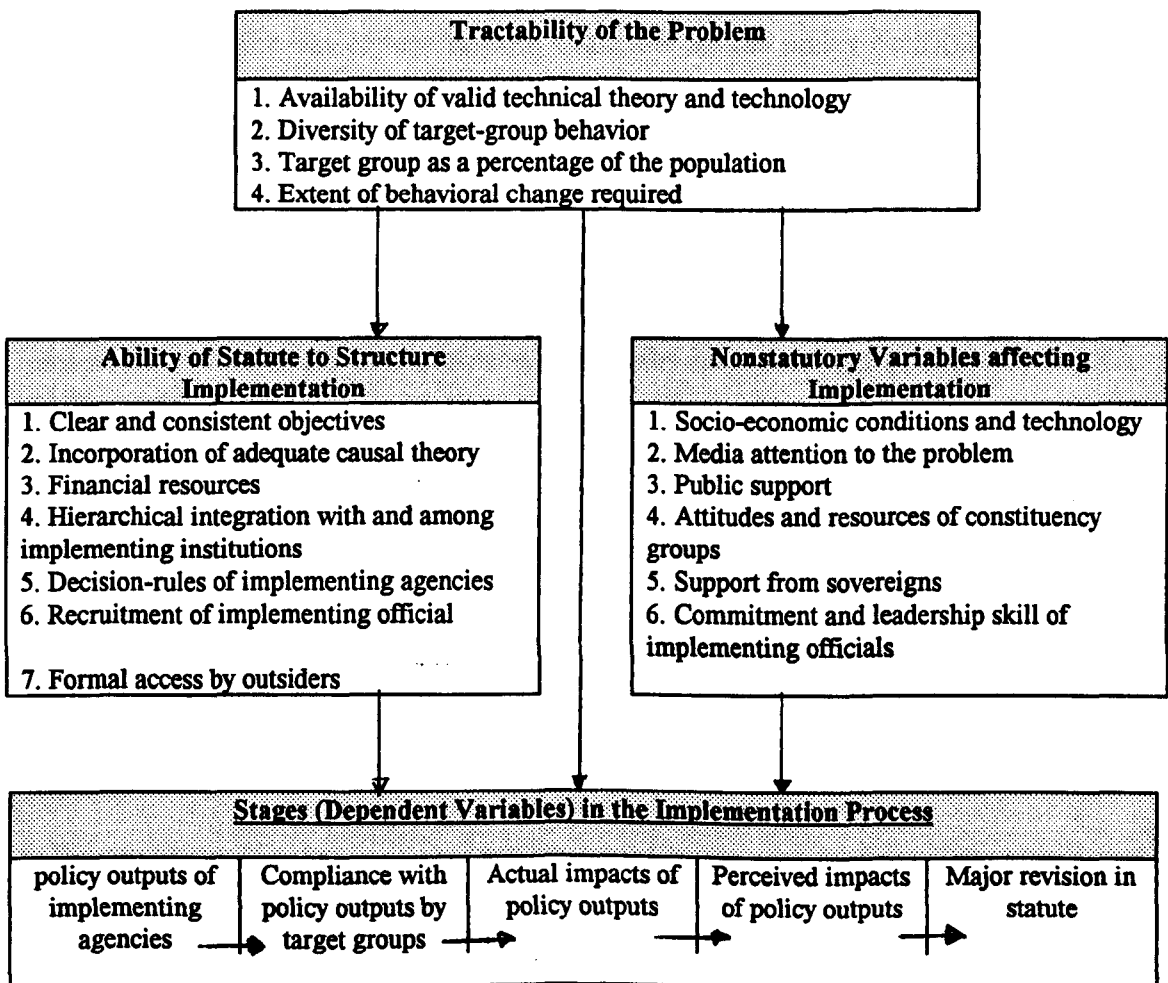 Tractability of the Problem
1. Availability of valid technical theory and technology
2. Diversity of target-group behavior
3. Target group as a percentage of the population
4. Extent of behavioral change required
Ability of Statute to Structure
Implementation
1. Clear and consistent objectives
2. Incorporation of adequate causal theory
3. Financial resources
4. Hierarchical integration with and among
implementing institutions
5. Decision-rules of implementing agencies
6. Recruitment of implementing official
7. Formal access by outsiders
Nonstatutory Variables affecting
Implementation
1. Socio-economic conditions and technology
2. Media attention to the problem
3. Public support
4. Attitudes and resources of constituency
groups
5. Support from sovereigns
6. Commitment and leadership skill of
implementing officials
Stages (Dependent Variables) in the Implementation Process
policy outputs of
implementing
agencies
Compliance with
policy outputs by
target groups
Actual impacts of
policy outputs
Perceived impacts
of policy outputs
Major revision in
statute